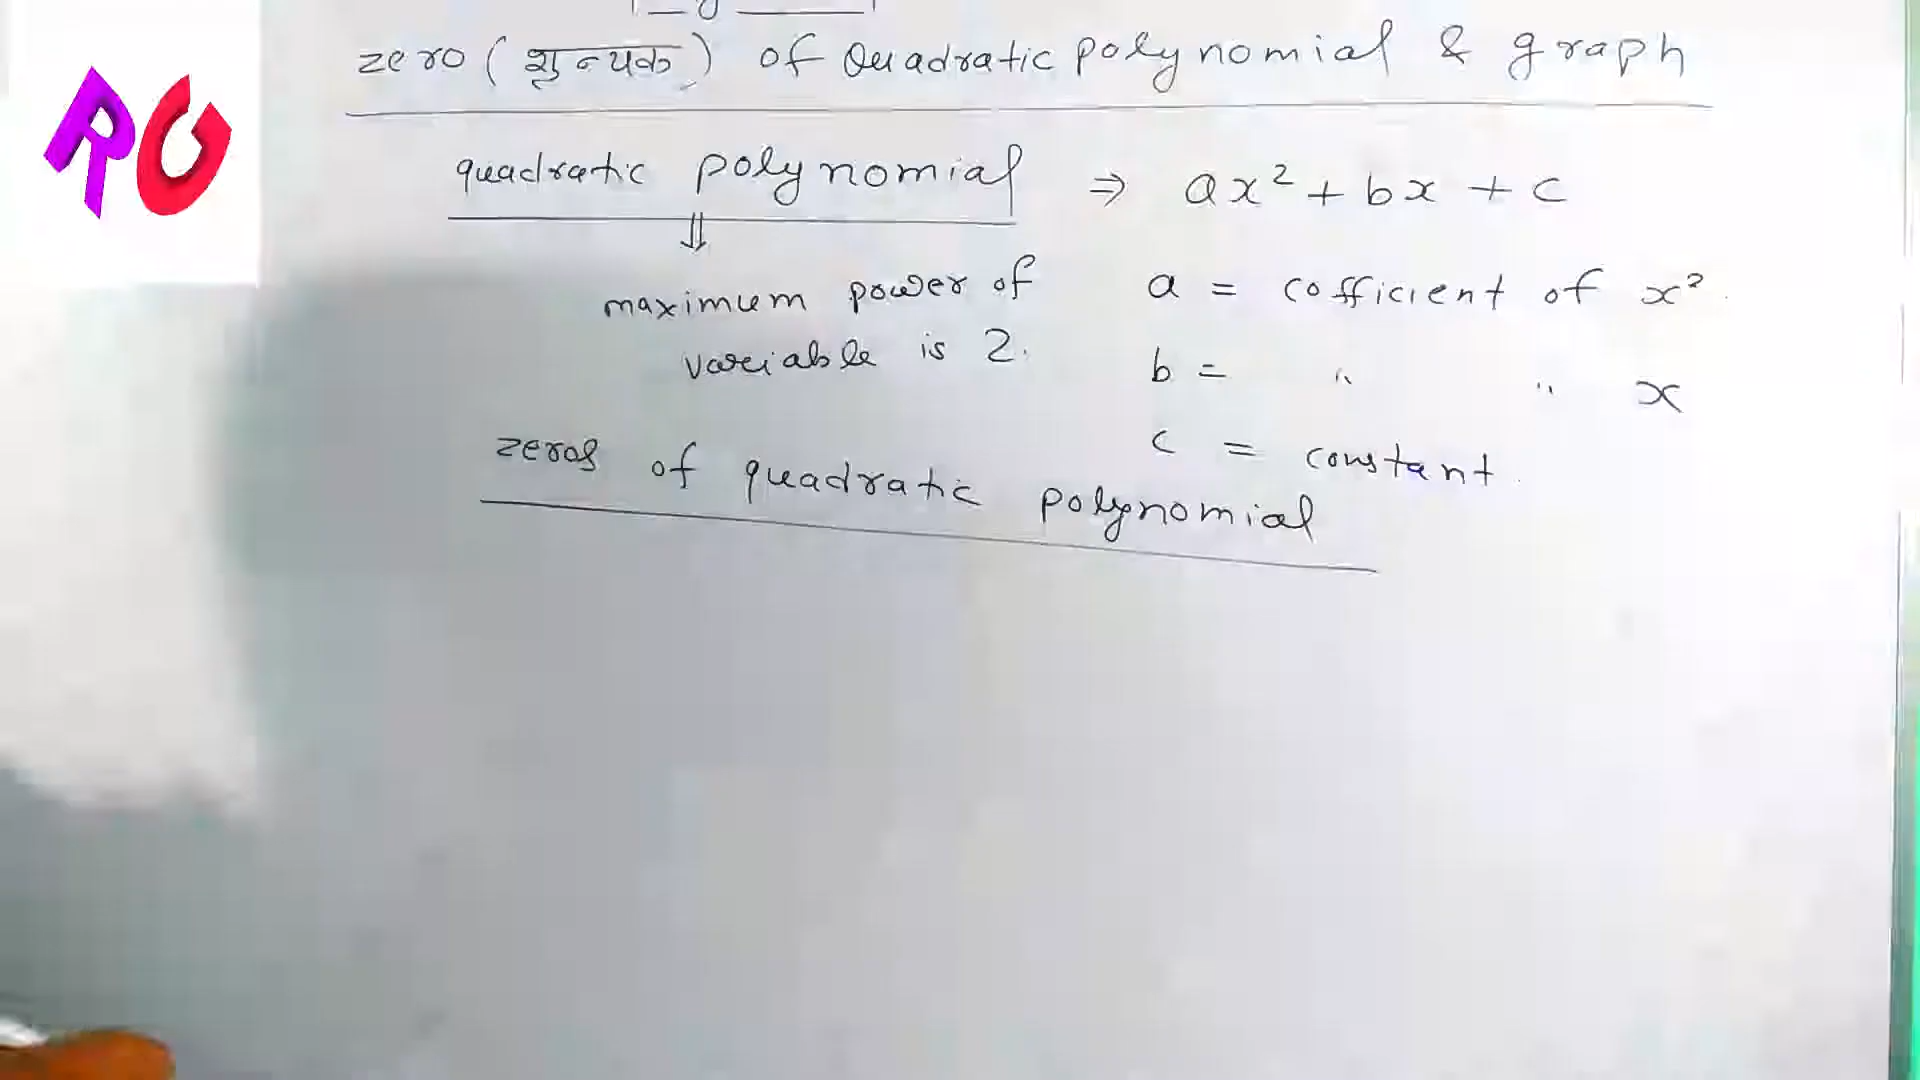 RG
zero (शुन्यक) of Quadratic polynomial & graph
quadratic polynomial ⇒ ax² + bx + c
⇓
maximum power of
variable is 2.
a = cofficient of x²
b = " " x
c = constant.
zeros of quadratic polynomial